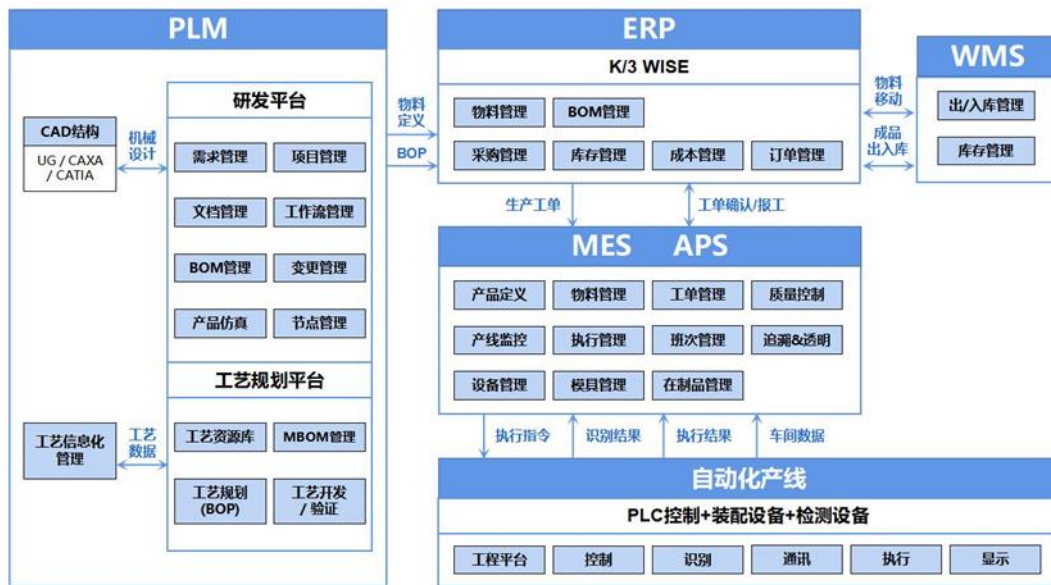 PLM
研发平台
CAD结构
UG / CAXA
/ CATIA
机械
设计
需求管理
项目管理
文档管理
工作流管理
BOM管理
变更管理
产品仿真
节点管理
工艺规划平台
工艺信息化
管理
工艺
数据
工艺资源库
MBOM管理
工艺规划
(BOP)
工艺开发
/ 验证
物料
定义
BOP
ERP
K/3 WISE
物料管理
BOM管理
采购管理
库存管理
成本管理
订单管理
物料
移动
成品
出入库
WMS
出/入库管理
库存管理
生产工单
工单确认/报工
MES APS
产品定义
物料管理
工单管理
质量控制
产线监控
执行管理
班次管理
追溯&透明
设备管理
模具管理
在制品管理
执行指令
识别结果
执行结果
车间数据
自动化产线
PLC控制+装配设备+检测设备
工程平台
控制
识别
通讯
执行
显示